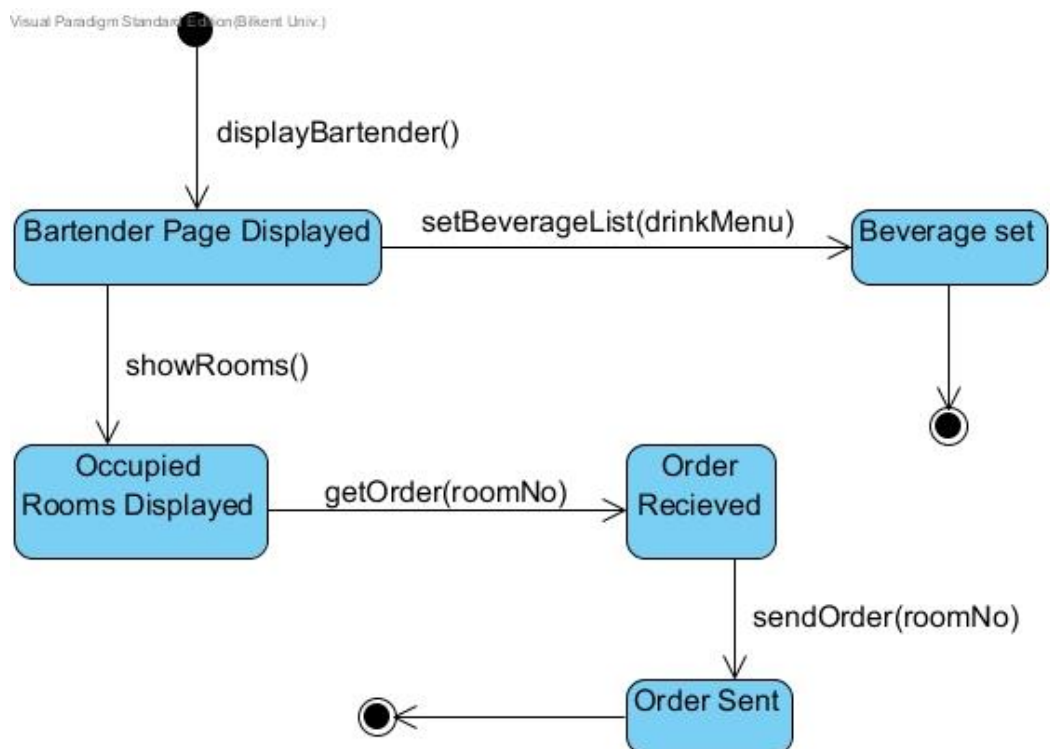 Visual Paradigm Standard Edition(Bilkent Univ.)
displayBartender()
Bartender Page Displayed
setBeverageList(drinkMenu)
Beverage set
showRooms()
Occupied
Rooms Displayed
getOrder(roomNo)
Order
Recieved
sendOrder(roomNo)
Order Sent